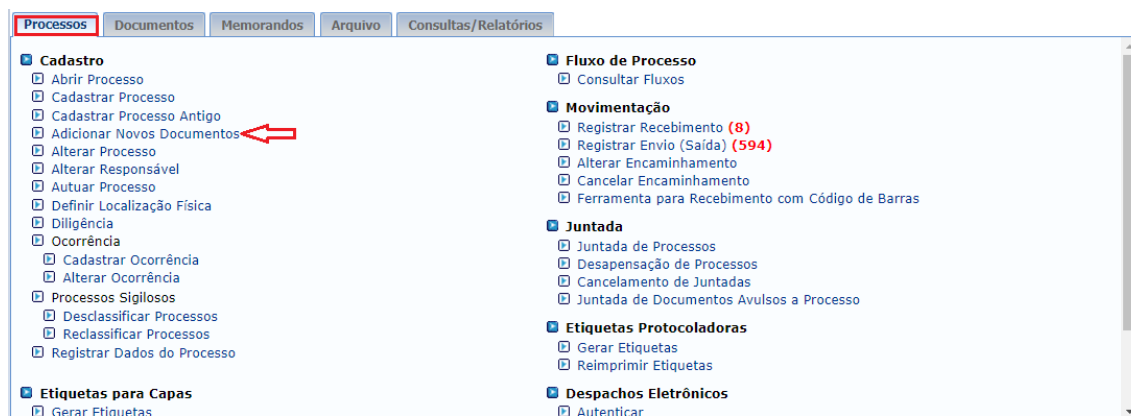 Processos Documentos Memorandos Arquivo Consultas/Relatórios
Cadastro
Abrir Processo
Cadastrar Processo
Cadastrar Processo Antigo
Adicionar Novos Documentos
Alterar Processo
Alterar Responsável
Autuar Processo
Definir Localização Física
Diligência
Ocorrência
Cadastrar Ocorrência
Alterar Ocorrência
Processos Sigilosos
Desclassificar Processos
Reclassificar Processos
Registrar Dados do Processo
Etiquetas para Capas
Gerar Etiquetas
Fluxo de Processo
Consultar Fluxos
Movimentação
Registrar Recebimento (8)
Registrar Envio (Saída) (594)
Alterar Encaminhamento
Cancelar Encaminhamento
Ferramenta para Recebimento com Código de Barras
Juntada
Juntada de Processos
Desapensação de Processos
Cancelamento de Juntadas
Juntada de Documentos Avulsos a Processo
Etiquetas Protocoladoras
Gerar Etiquetas
Reimprimir Etiquetas
Despachos Eletrônicos
Autenticar